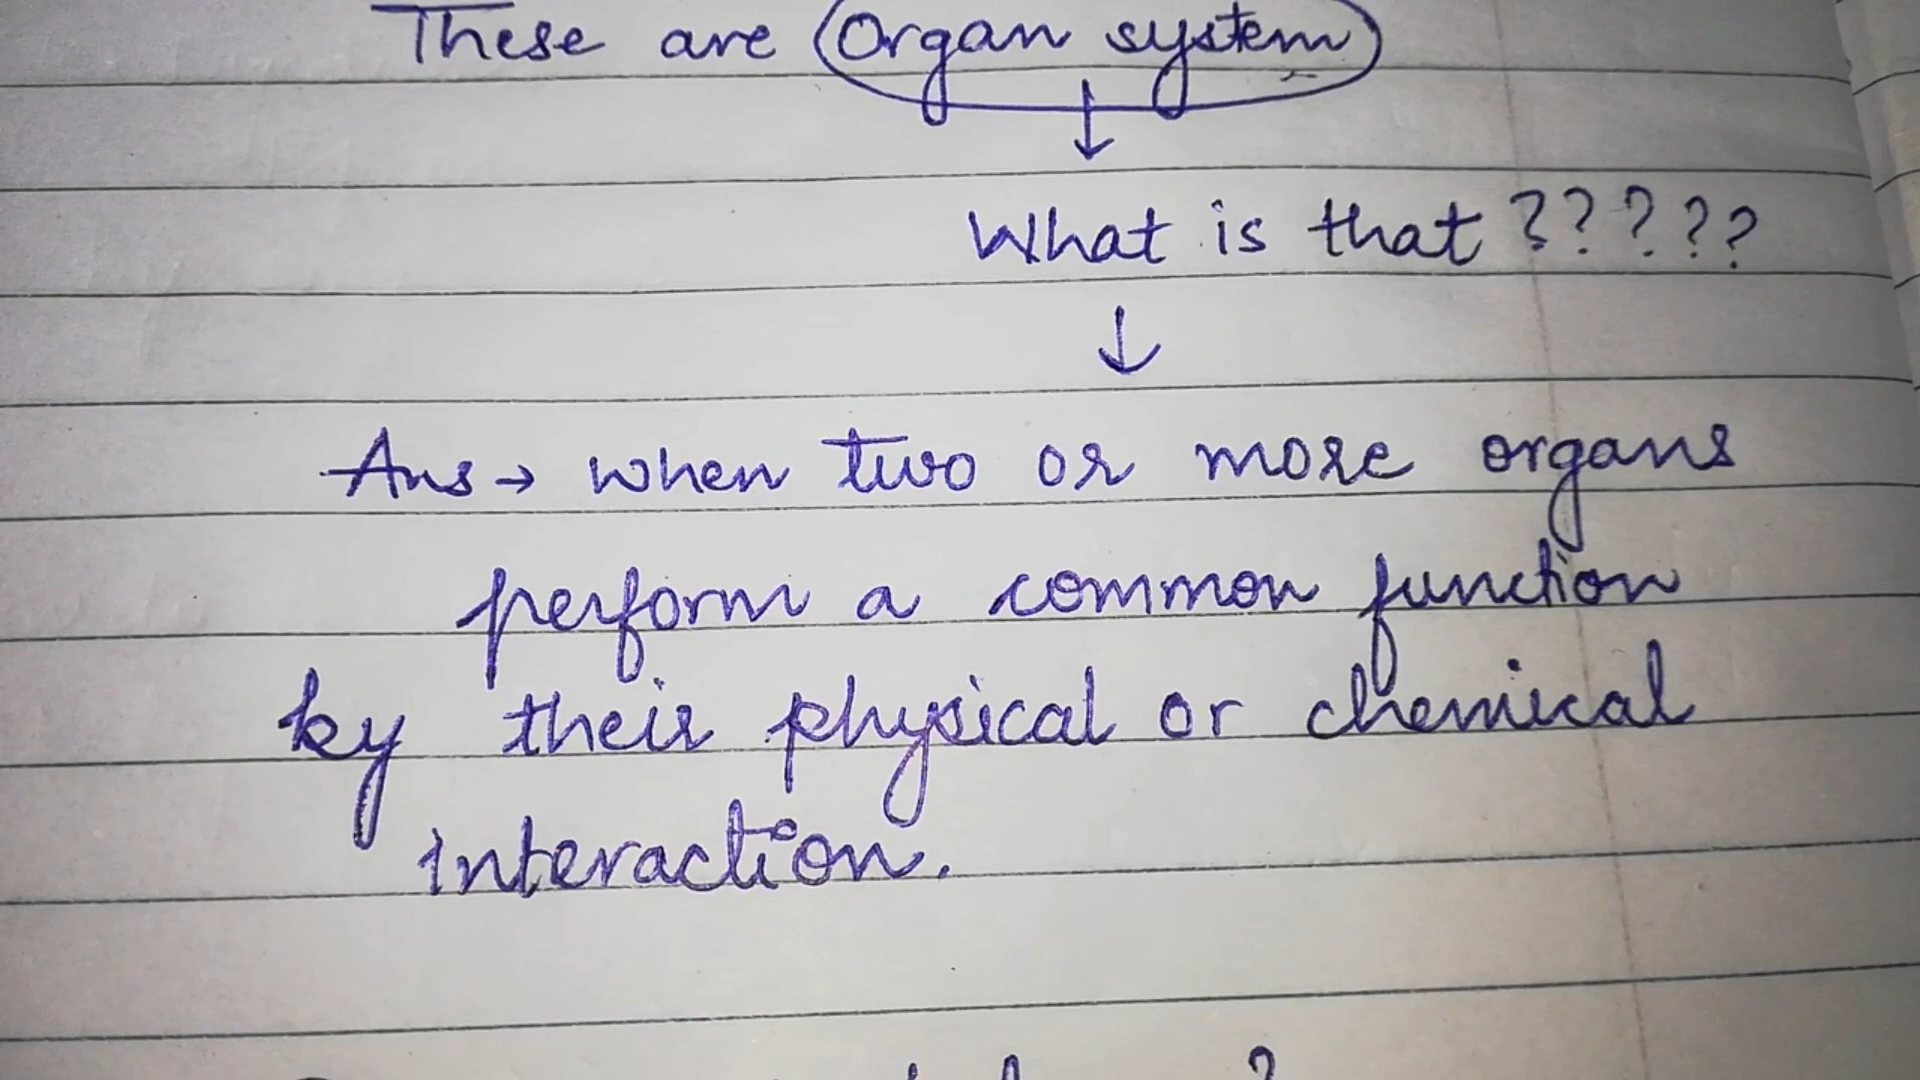 These are Organ system
↓
What is that ?????
↓
Ans → when two or more organs
perform a common function
by their physical or chemical
interaction.